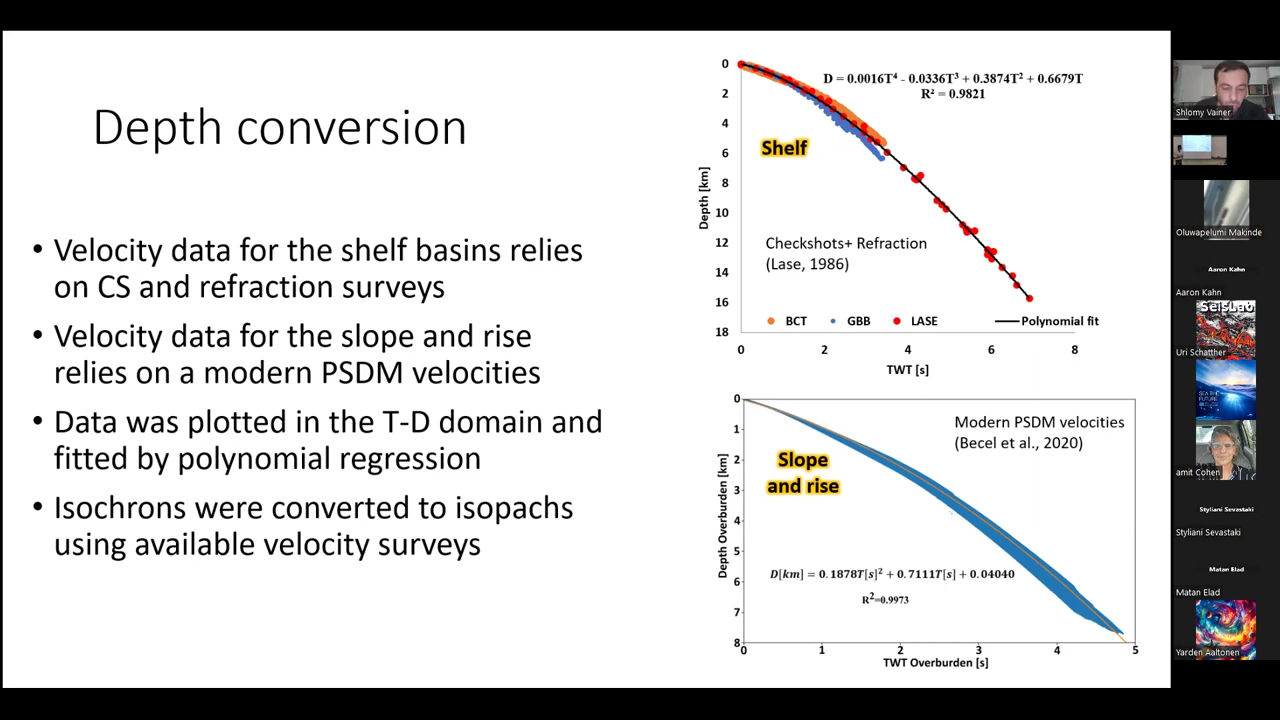 Depth conversion
• Velocity data for the shelf basins relies
on CS and refraction surveys
• Velocity data for the slope and rise
relies on a modern PSDM velocities
• Data was plotted in the T-D domain and
fitted by polynomial regression
• Isochrons were converted to isopachs
using available velocity surveys
D = 0.0016T⁴ - 0.0336T³ + 0.3874T² + 0.6679T
R² = 0.9821
Shelf
Checkshots+ Refraction
(Lase, 1986)
BCT GBB LASE Polynomial fit
Depth [km]
0
2
4
6
8
10
12
14
16
18
0 2 4 6 8
TWT [s]
Modern PSDM velocities
(Becel et al., 2020)
Slope
and rise
D[km] = 0.1878T[s]² + 0.7111T[s] + 0.04040
R²=0.9973
Depth Overburden [km]
0
1
2
3
4
5
6
7
8
0 1 2 3 4 5
TWT Overburden [s]
Shlomy Vainer
Oluwapelumi Makinde
Aaron Kahn
Aaron Kahn
SeisLab
Uri Schattner
SEA THE
FUTURE
amit Cohen
Styliani Sevastaki
Styliani Sevastaki
Matan Elad
Matan Elad
Yarden Aaltonen